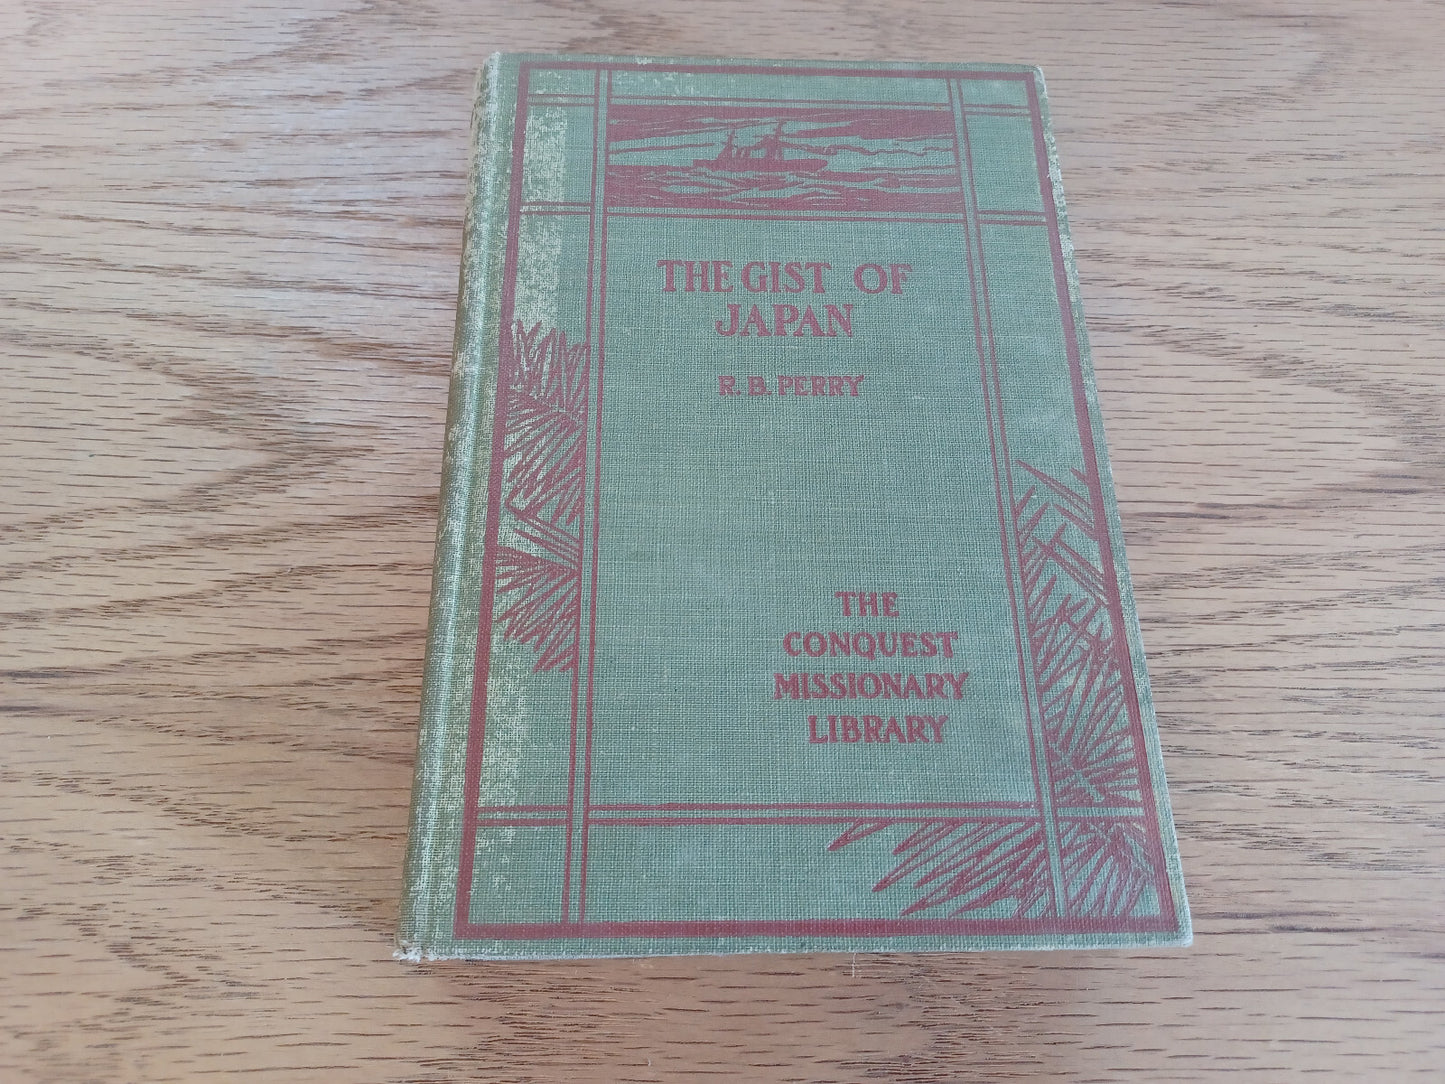 THE GIST OF
JAPAN
R. B. PERRY
THE
CONQUEST
MISSIONARY
LIBRARY